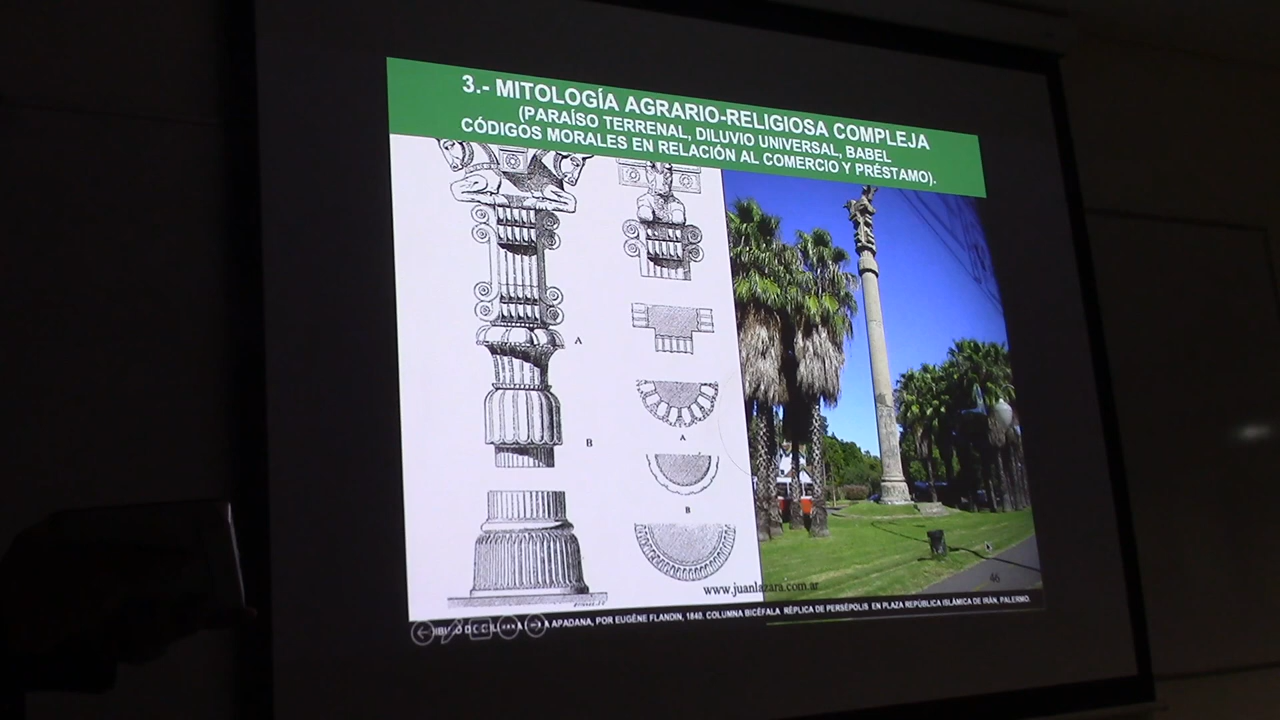 3.- MITOLOGÍA AGRARIO-RELIGIOSA COMPLEJA
(PARAÍSO TERRENAL, DILUVIO UNIVERSAL, BABEL
CÓDIGOS MORALES EN RELACIÓN AL COMERCIO Y PRÉSTAMO).
A
B
A
B
www.juanlazara.com.ar
46
APADANA, POR EUGÈNE FLANDIN, 1840. COLUMNA BICÉFALA RÉPLICA DE PERSÉPOLIS EN PLAZA REPÚBLICA ISLÁMICA DE IRÁN, PALERMO.